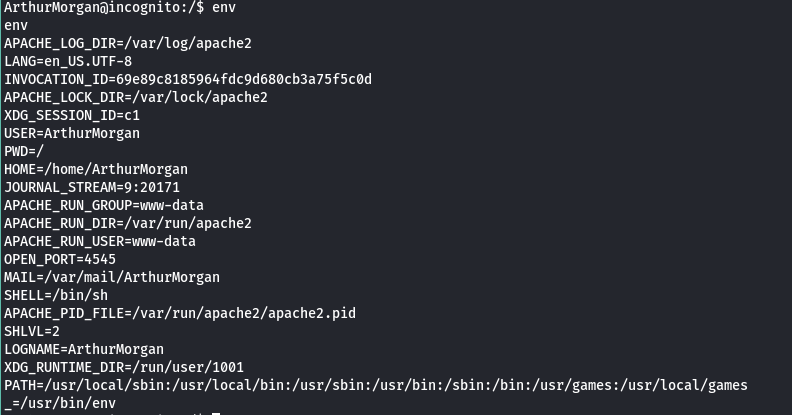 ArthurMorgan@incognito:/$ env
env
APACHE_LOG_DIR=/var/log/apache2
LANG=en_US.UTF-8
INVOCATION_ID=69e89c8185964fdc9d680cb3a75f5c0d
APACHE_LOCK_DIR=/var/lock/apache2
XDG_SESSION_ID=c1
USER=ArthurMorgan
PWD=/
HOME=/home/ArthurMorgan
JOURNAL_STREAM=9:20171
APACHE_RUN_GROUP=www-data
APACHE_RUN_DIR=/var/run/apache2
APACHE_RUN_USER=www-data
OPEN_PORT=4545
MAIL=/var/mail/ArthurMorgan
SHELL=/bin/sh
APACHE_PID_FILE=/var/run/apache2/apache2.pid
SHLVL=2
LOGNAME=ArthurMorgan
XDG_RUNTIME_DIR=/run/user/1001
PATH=/usr/local/sbin:/usr/local/bin:/usr/sbin:/usr/bin:/sbin:/bin:/usr/games:/usr/local/games
_=/usr/bin/env